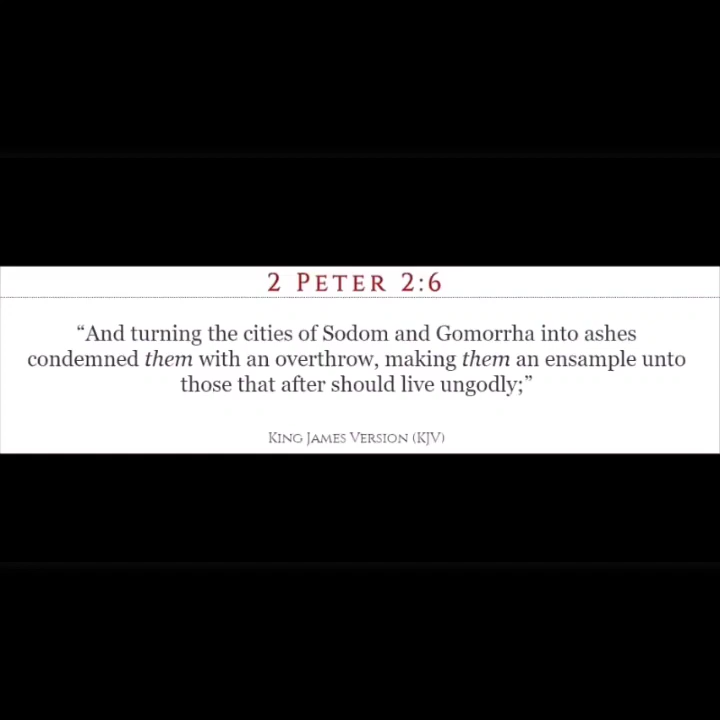 2 PETER 2:6
“And turning the cities of Sodom and Gomorrha into ashes
condemned them with an overthrow, making them an ensample unto
those that after should live ungodly;”
KING JAMES VERSION (KJV)